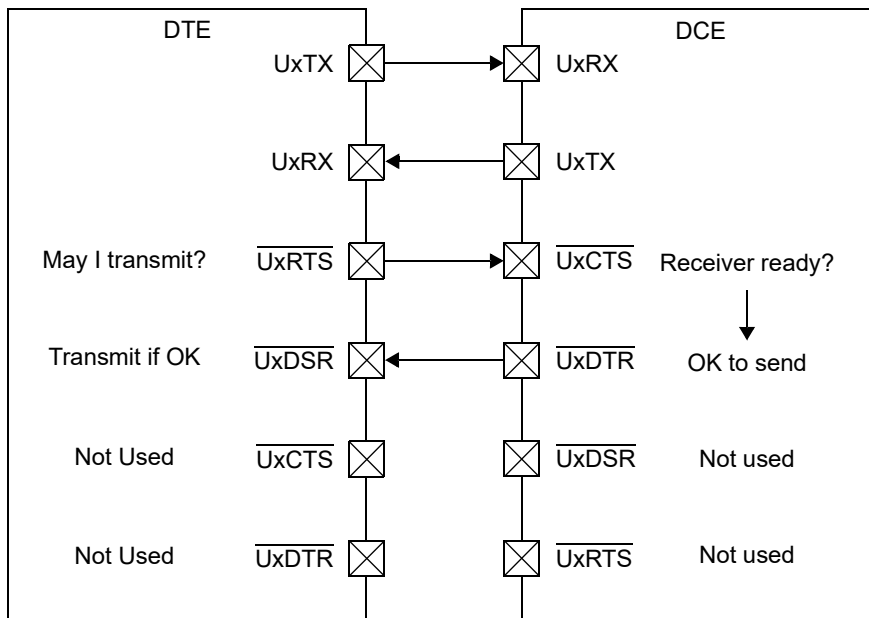 DTE DCE
UxTX UxRX
UxRX UxTX
May I transmit? UxRTS UxCTS Receiver ready?
Transmit if OK UxDSR UxDTR OK to send
Not Used UxCTS UxDSR Not used
Not Used UxDTR UxRTS Not used